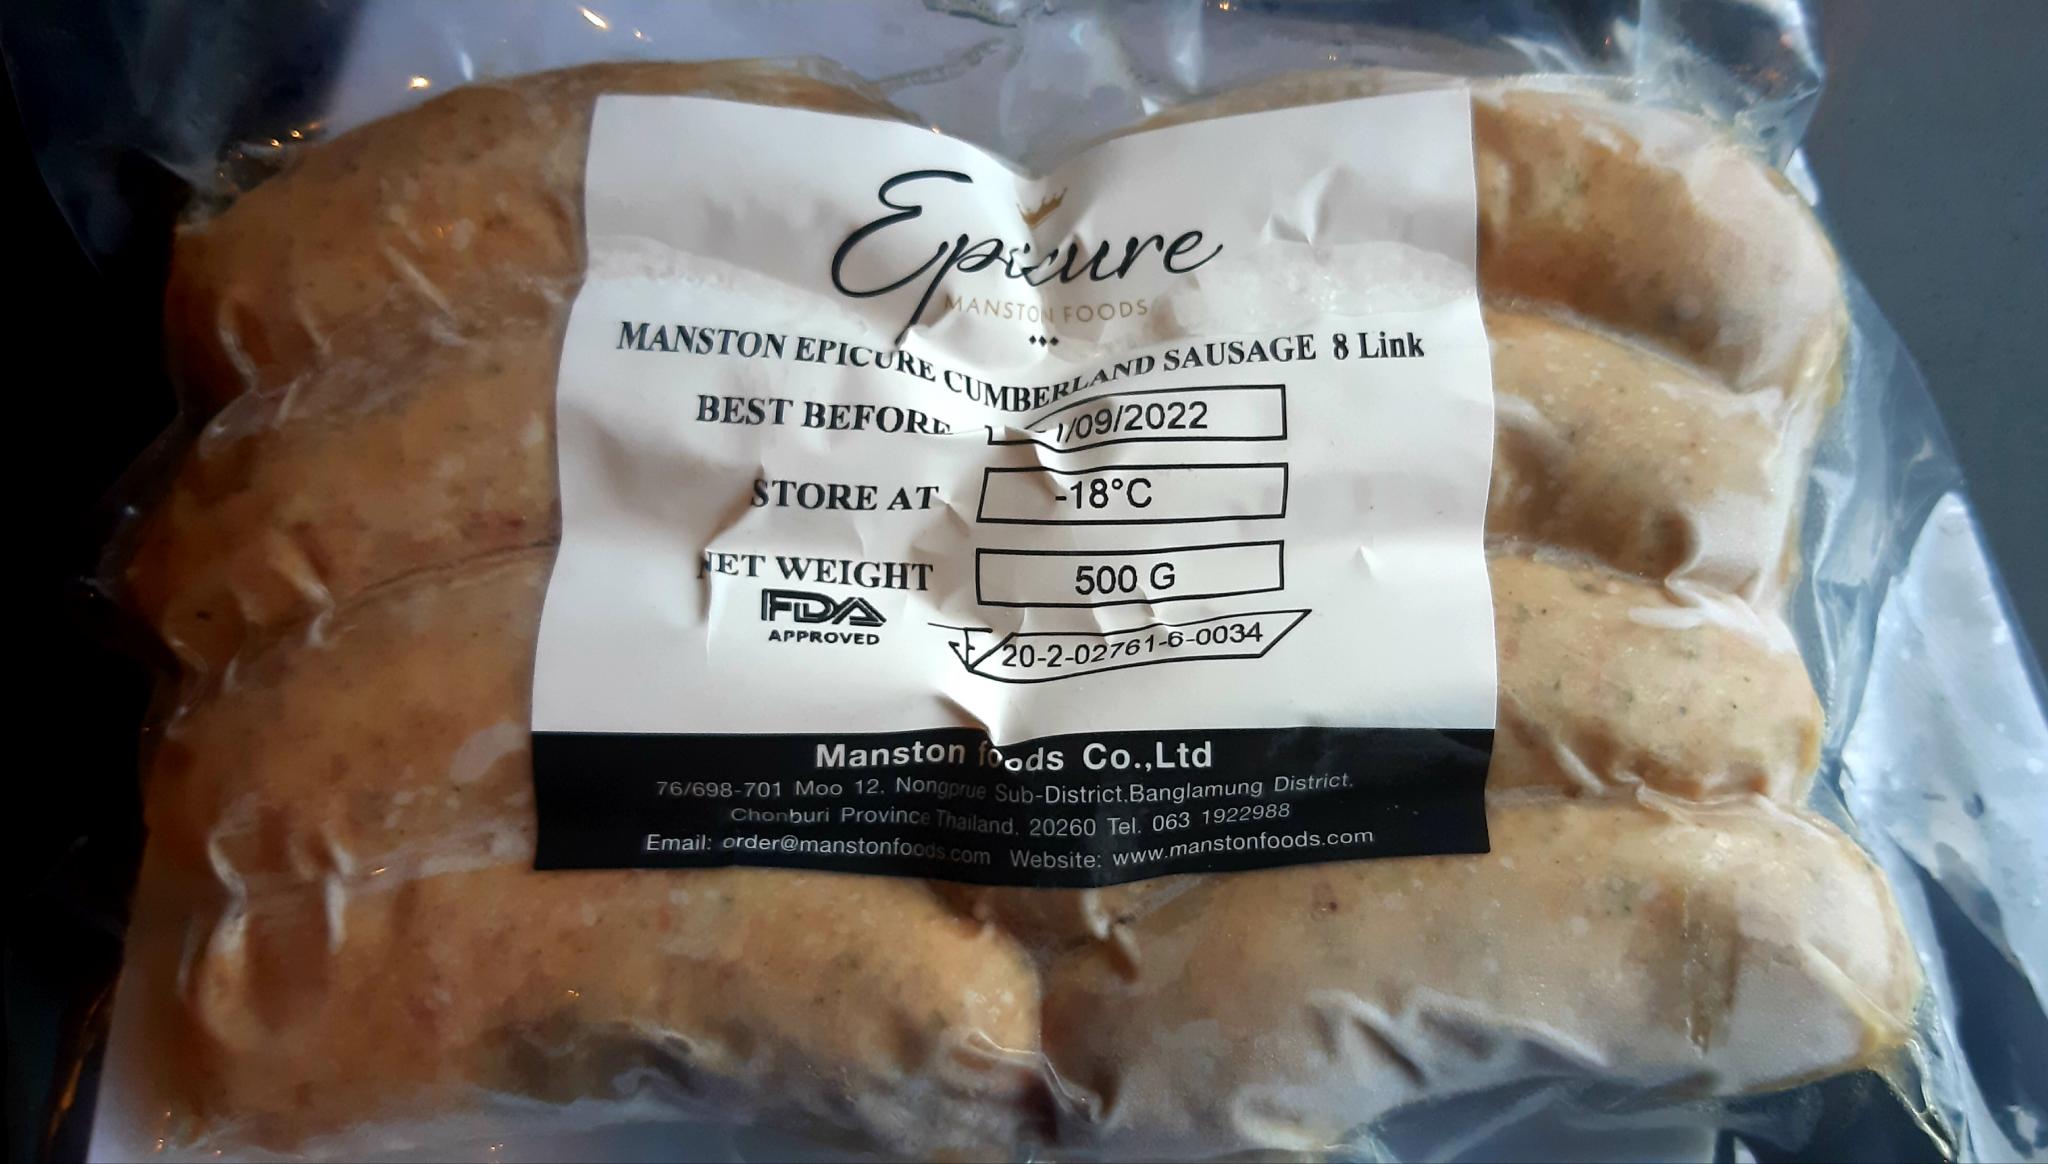 Epicure
MANSTON FOODS
MANSTON EPICURE CUMBERLAND SAUSAGE 8 Link
BEST BEFORE /09/2022
STORE AT -18°C
NET WEIGHT 500 G
FDA
APPROVED
20-2-02761-6-0034
Manston foods Co.,Ltd
76/698-701 Moo 12. Nongprue Sub-District.Banglamung District.
Chonburi Province Thailand. 20260 Tel. 063 1922988
Email: order@manstonfoods.com Website: www.manstonfoods.com